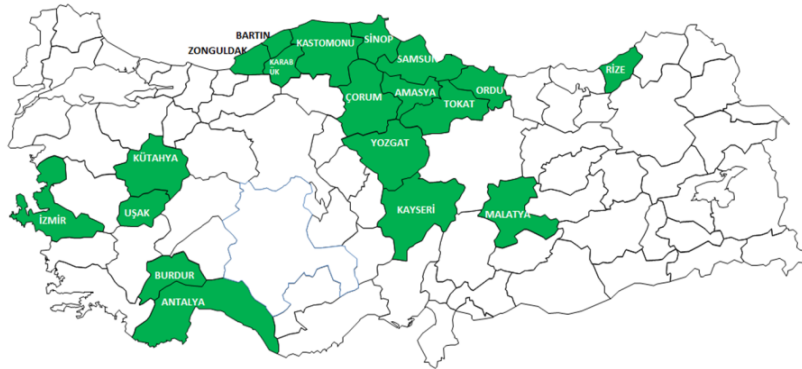 BARTIN
ZONGULDAK
KARAB
ÜK
KASTOMONU
SİNOP
SAMSUN
ÇORUM
AMASYA
TOKAT
ORDU
RİZE
YOZGAT
KÜTAHYA
UŞAK
İZMİR
KAYSERİ
MALATYA
BURDUR
ANTALYA